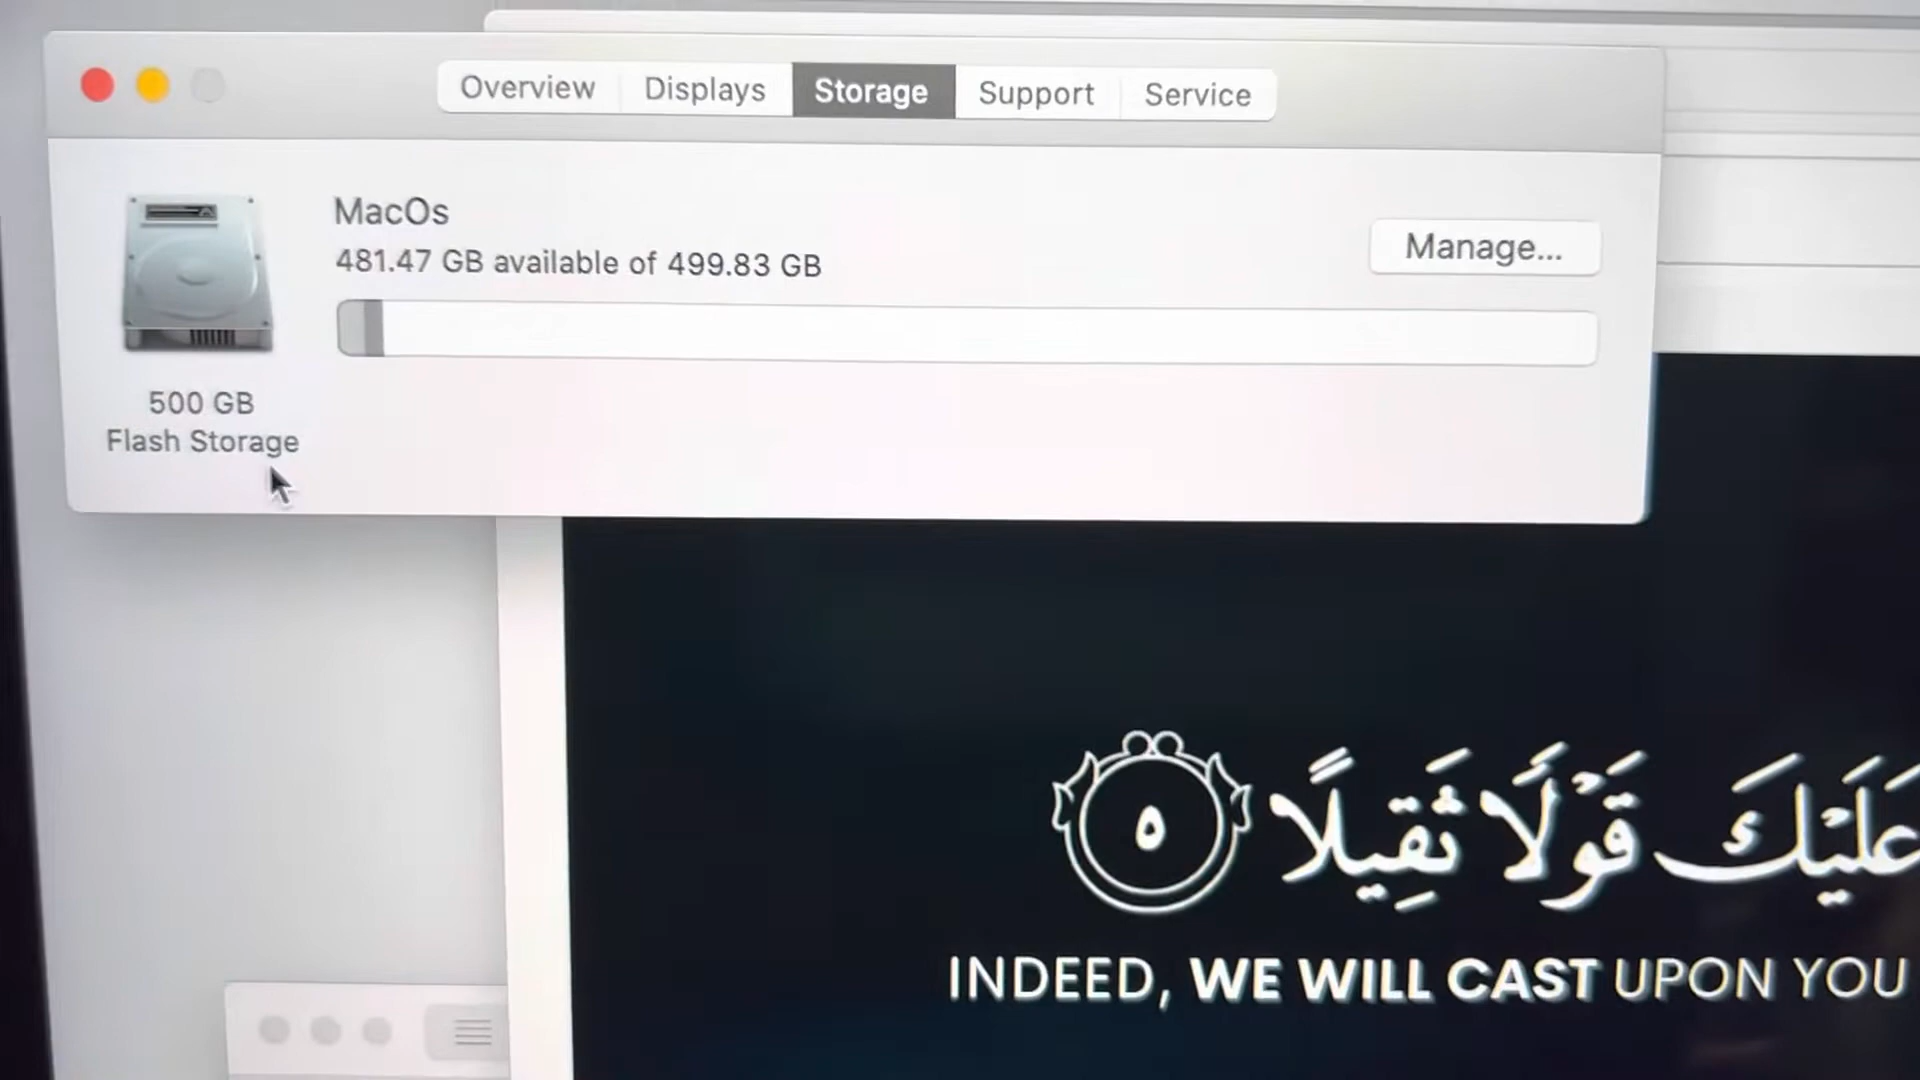 Overview Displays Storage Support Service
MacOs
481.47 GB available of 499.83 GB
Manage...
500 GB
Flash Storage
عَلَيْكَ قَوْلًا ثَقِيلًا ٥
INDEED, WE WILL CAST UPON YOU